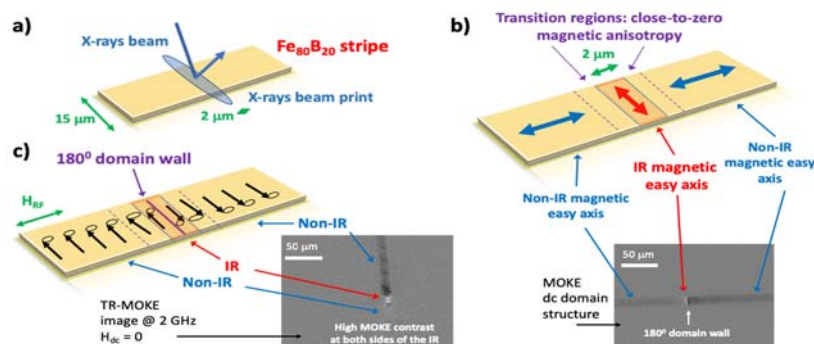 a)
X-rays beam
Fe80B20 stripe
X-rays beam print
15 µm
2 µm
b)
Transition regions: close-to-zero
magnetic anisotropy
2 µm
Non-IR magnetic
easy axis
IR magnetic
easy axis
Non-IR magnetic
easy axis
MOKE
dc domain
structure
50 µm
180⁰ domain wall
c)
180⁰ domain wall
HRF
Non-IR
IR
Non-IR
TR-MOKE
image @ 2 GHz
Hdc = 0
50 µm
High MOKE contrast
at both sides of the IR